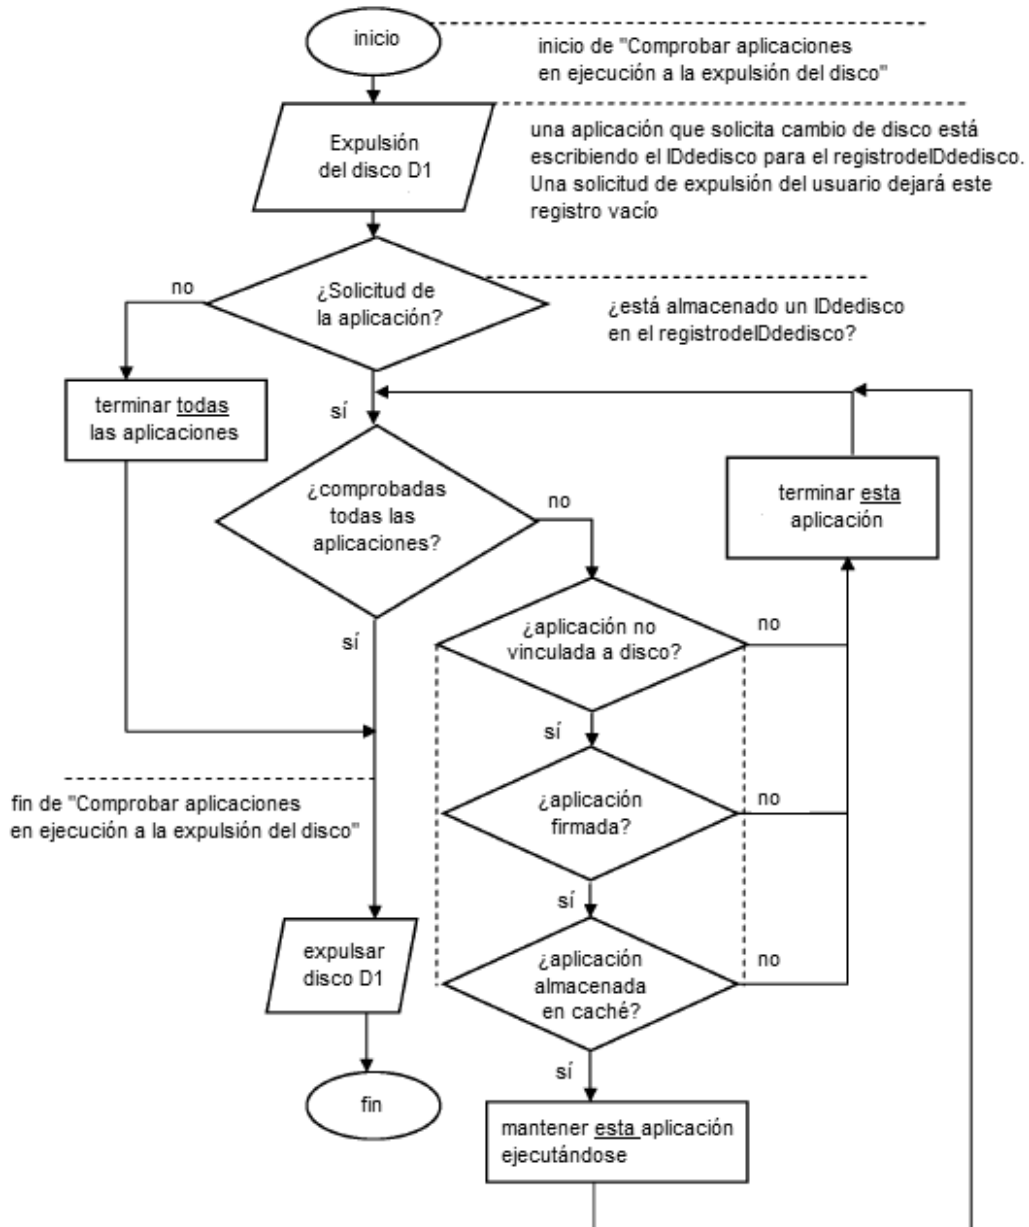 inicio
inicio de "Comprobar aplicaciones
en ejecución a la expulsión del disco"
Expulsión
del disco D1
una aplicación que solicita cambio de disco está
escribiendo el IDdedisco para el registrodeIDdedisco.
Una solicitud de expulsión del usuario dejará este
registro vacío
no
¿Solicitud de
la aplicación?
¿está almacenado un IDdedisco
en el registrodeIDdedisco?
terminar todas
las aplicaciones
sí
¿comprobadas
todas las
aplicaciones?
no
terminar esta
aplicación
sí
¿aplicación no
vinculada a disco?
no
sí
fin de "Comprobar aplicaciones
en ejecución a la expulsión del disco"
¿aplicación
firmada?
no
sí
expulsar
disco D1
¿aplicación
almacenada
en caché?
no
sí
fin
mantener esta aplicación
ejecutándose